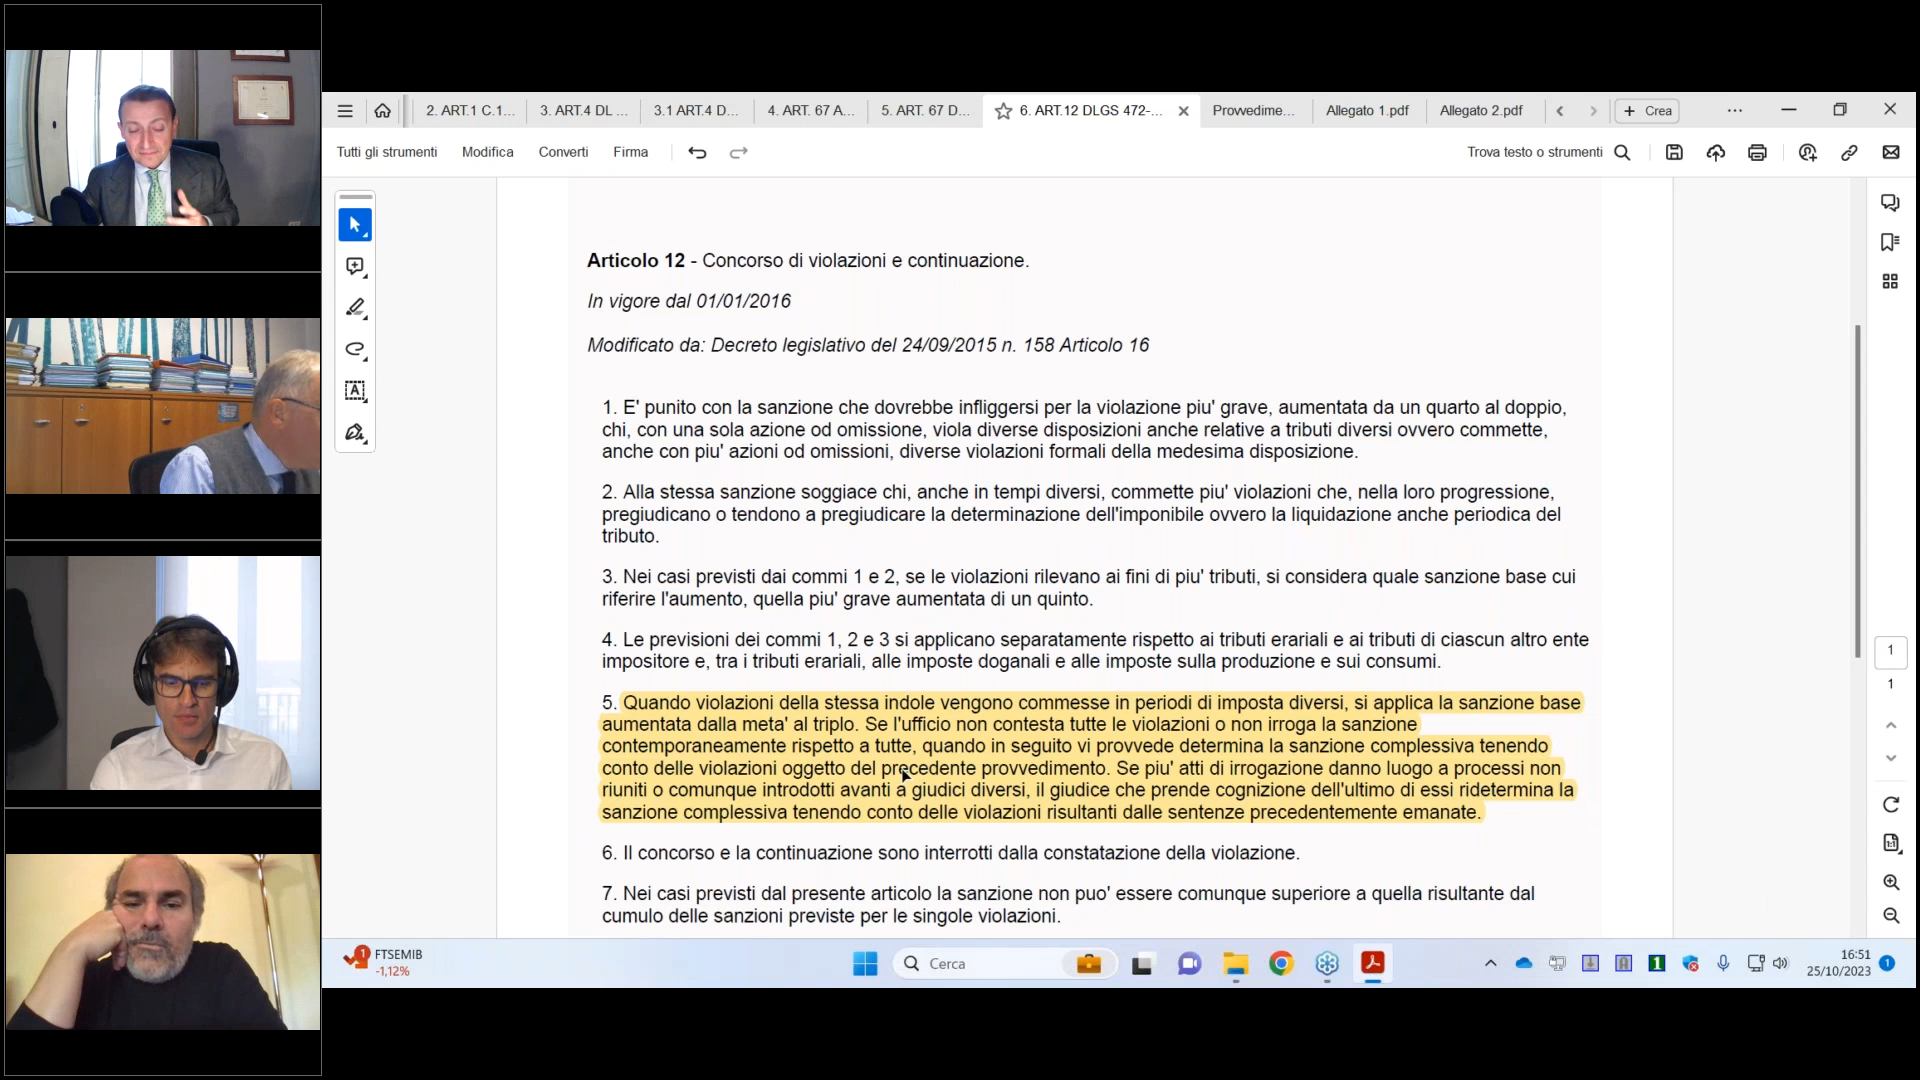 2. ART.1 C.1...
3. ART.4 DL ...
3.1 ART.4 D...
4. ART. 67 A...
5. ART. 67 D...
6. ART.12 DLGS 472-...
Provvedime...
Allegato 1.pdf
Allegato 2.pdf
Crea
Tutti gli strumenti
Modifica
Converti
Firma
Trova testo o strumenti
Articolo 12 - Concorso di violazioni e continuazione.
In vigore dal 01/01/2016
Modificato da: Decreto legislativo del 24/09/2015 n. 158 Articolo 16
1. E' punito con la sanzione che dovrebbe infliggersi per la violazione piu' grave, aumentata da un quarto al doppio,
chi, con una sola azione od omissione, viola diverse disposizioni anche relative a tributi diversi ovvero commette,
anche con piu' azioni od omissioni, diverse violazioni formali della medesima disposizione.
2. Alla stessa sanzione soggiace chi, anche in tempi diversi, commette piu' violazioni che, nella loro progressione,
pregiudicano o tendono a pregiudicare la determinazione dell'imponibile ovvero la liquidazione anche periodica del
tributo.
3. Nei casi previsti dai commi 1 e 2, se le violazioni rilevano ai fini di piu' tributi, si considera quale sanzione base cui
riferire l'aumento, quella piu' grave aumentata di un quinto.
4. Le previsioni dei commi 1, 2 e 3 si applicano separatamente rispetto ai tributi erariali e ai tributi di ciascun altro ente
impositore e, tra i tributi erariali, alle imposte doganali e alle imposte sulla produzione e sui consumi.
5. Quando violazioni della stessa indole vengono commesse in periodi di imposta diversi, si applica la sanzione base
aumentata dalla meta' al triplo. Se l'ufficio non contesta tutte le violazioni o non irroga la sanzione
contemporaneamente rispetto a tutte, quando in seguito vi provvede determina la sanzione complessiva tenendo
conto delle violazioni oggetto del precedente provvedimento. Se piu' atti di irrogazione danno luogo a processi non
riuniti o comunque introdotti avanti a giudici diversi, il giudice che prende cognizione dell'ultimo di essi ridetermina la
sanzione complessiva tenendo conto delle violazioni risultanti dalle sentenze precedentemente emanate.
6. Il concorso e la continuazione sono interrotti dalla constatazione della violazione.
7. Nei casi previsti dal presente articolo la sanzione non puo' essere comunque superiore a quella risultante dal
cumulo delle sanzioni previste per le singole violazioni.
1
1
1
FTSEMIB
-1,12%
Cerca
1
16:51
25/10/2023
1